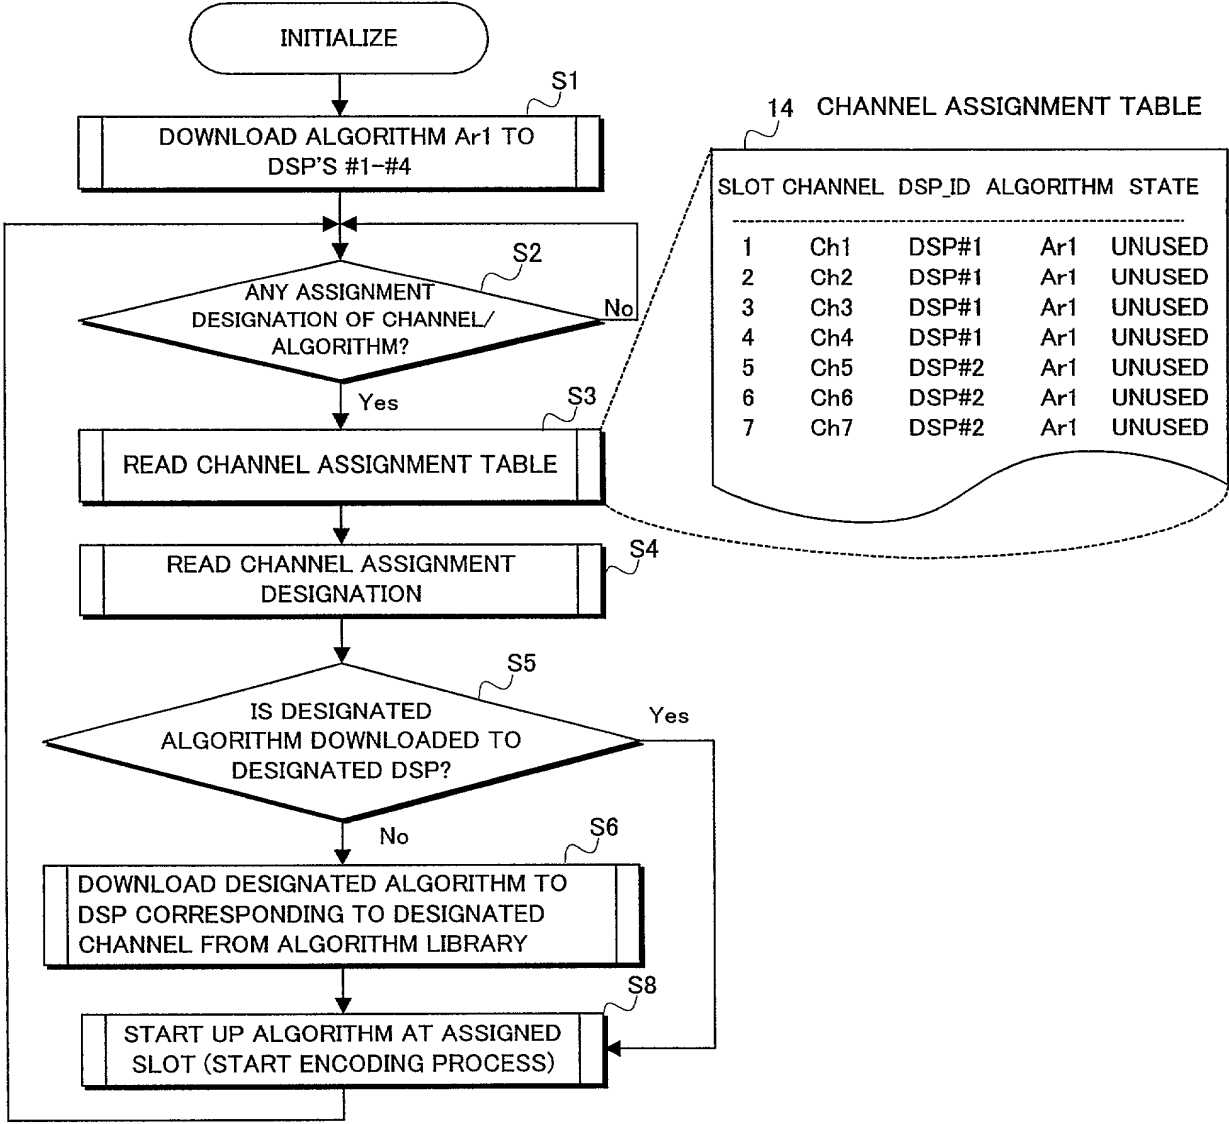 INITIALIZE
S1
DOWNLOAD ALGORITHM Ar1 TO
DSP'S #1-#4
S2
ANY ASSIGNMENT
DESIGNATION OF CHANNEL/
ALGORITHM?
No
Yes
S3
READ CHANNEL ASSIGNMENT TABLE
S4
READ CHANNEL ASSIGNMENT
DESIGNATION
S5
IS DESIGNATED
ALGORITHM DOWNLOADED TO
DESIGNATED DSP?
Yes
No
S6
DOWNLOAD DESIGNATED ALGORITHM TO
DSP CORRESPONDING TO DESIGNATED
CHANNEL FROM ALGORITHM LIBRARY
S8
START UP ALGORITHM AT ASSIGNED
SLOT (START ENCODING PROCESS)
14 CHANNEL ASSIGNMENT TABLE
SLOT CHANNEL DSP_ID ALGORITHM STATE
1 Ch1 DSP#1 Ar1 UNUSED
2 Ch2 DSP#1 Ar1 UNUSED
3 Ch3 DSP#1 Ar1 UNUSED
4 Ch4 DSP#1 Ar1 UNUSED
5 Ch5 DSP#2 Ar1 UNUSED
6 Ch6 DSP#2 Ar1 UNUSED
7 Ch7 DSP#2 Ar1 UNUSED